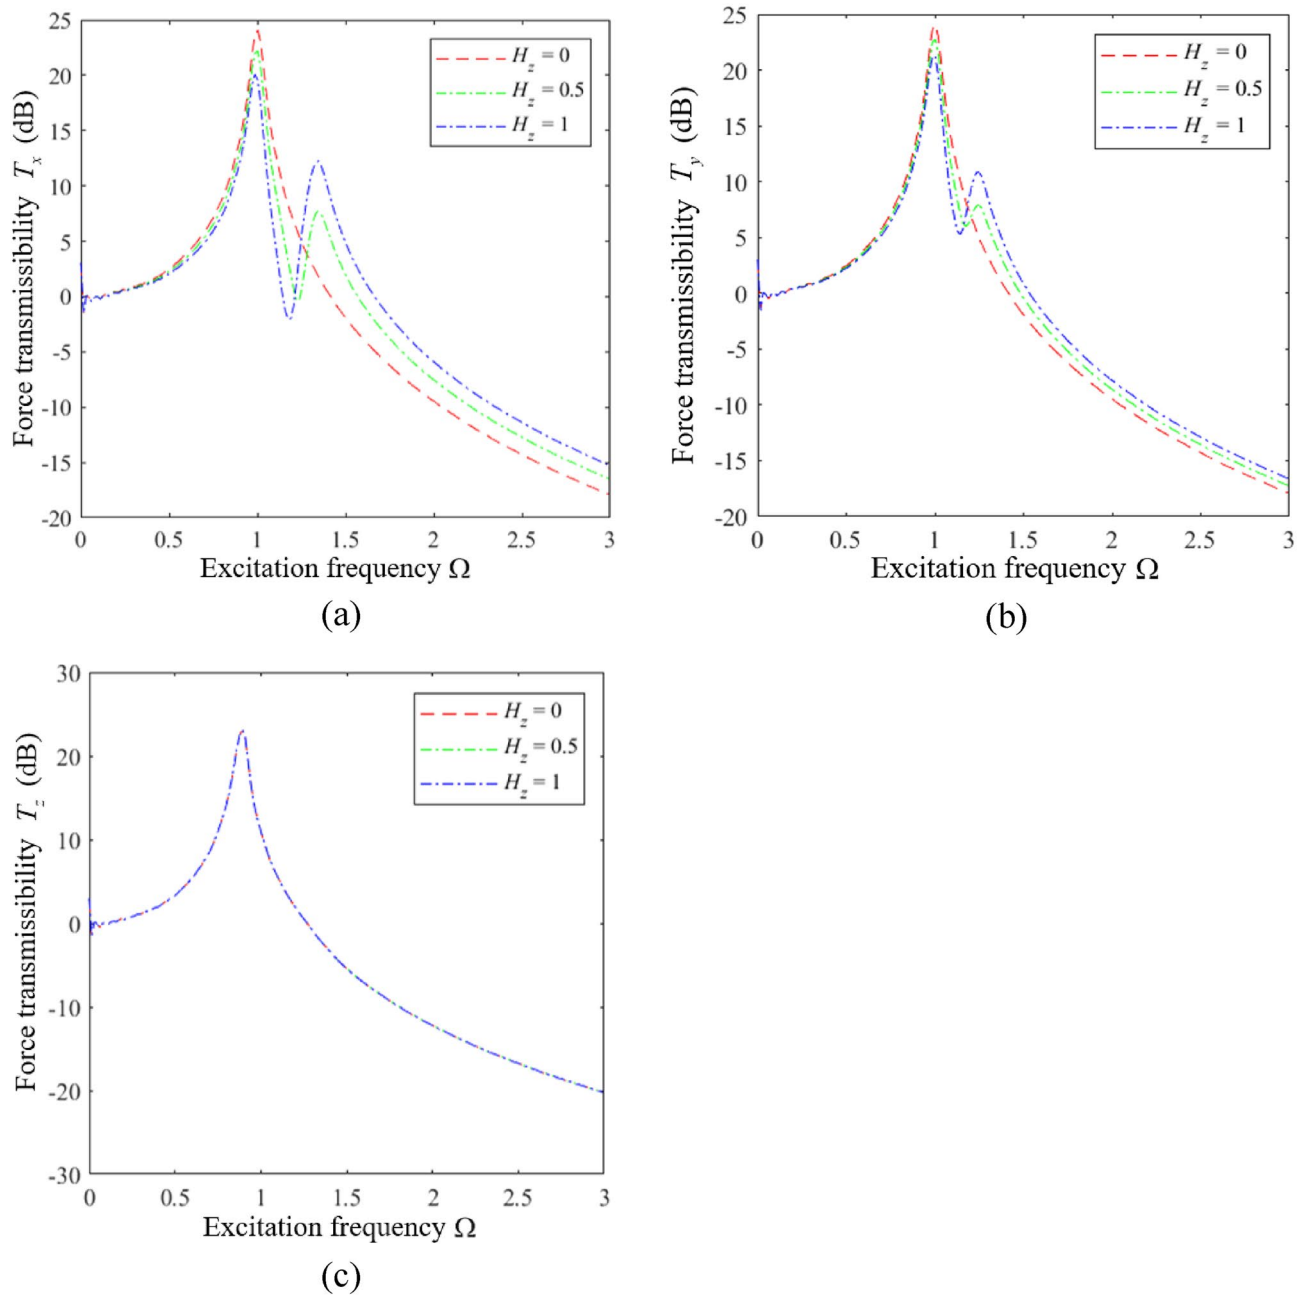 25
20
15
10
5
0
-5
-10
-15
-20
Force transmissibility T_x (dB)
H_z = 0
H_z = 0.5
H_z = 1
0 0.5 1 1.5 2 2.5 3
Excitation frequency Ω
(a)
25
20
15
10
5
0
-5
-10
-15
-20
Force transmissibility T_y (dB)
H_z = 0
H_z = 0.5
H_z = 1
0 0.5 1 1.5 2 2.5 3
Excitation frequency Ω
(b)
30
20
10
0
-10
-20
-30
Force transmissibility T_z (dB)
H_z = 0
H_z = 0.5
H_z = 1
0 0.5 1 1.5 2 2.5 3
Excitation frequency Ω
(c)